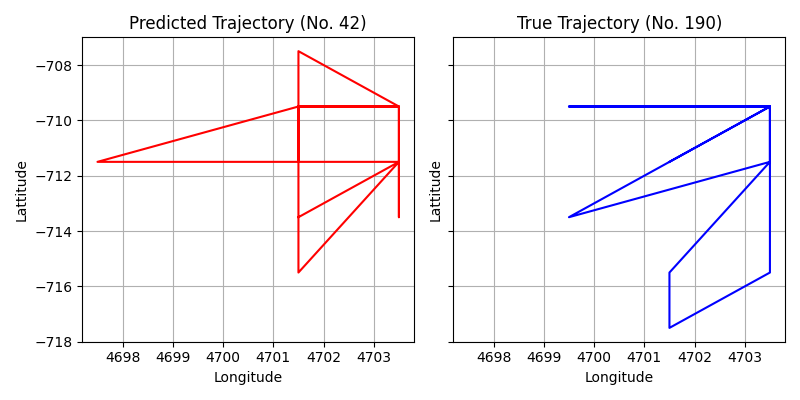 Predicted Trajectory (No. 42)
True Trajectory (No. 190)
Lattitude
−708
−710
−712
−714
−716
−718
4698 4699 4700 4701 4702 4703
Longitude
Lattitude
4698 4699 4700 4701 4702 4703
Longitude